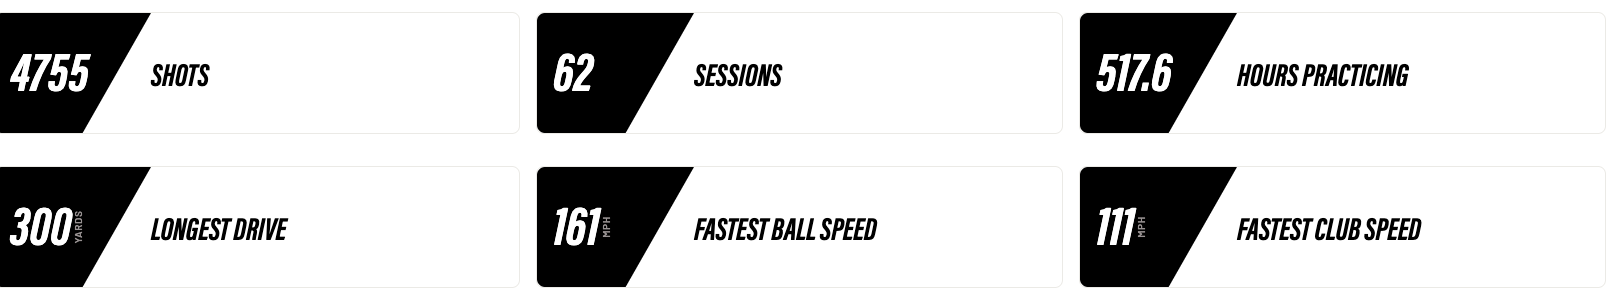 4755 SHOTS
62 SESSIONS
517.6 HOURS PRACTICING
300 YARDS LONGEST DRIVE
161 MPH FASTEST BALL SPEED
111 MPH FASTEST CLUB SPEED